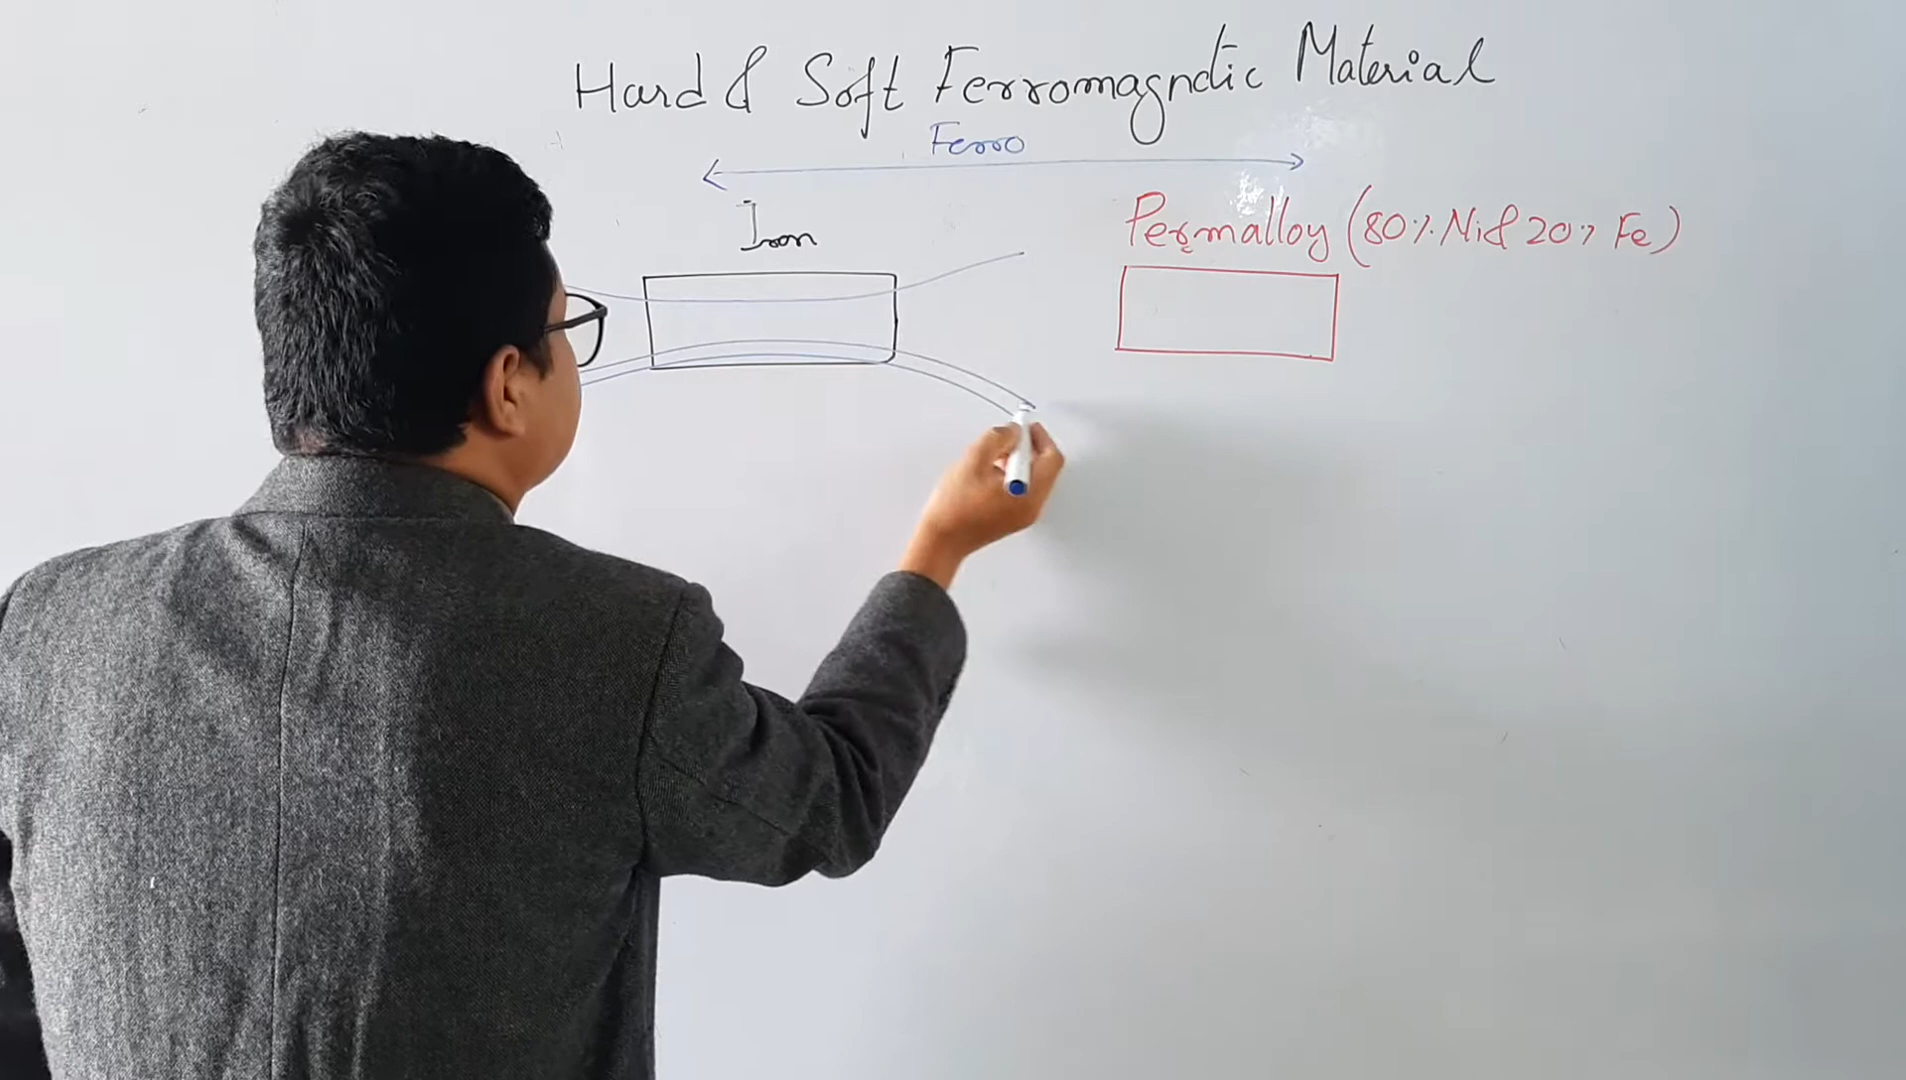 Hard & Soft Ferromagnetic Material
Ferro
Iron
Permalloy (80% Ni & 20% Fe)